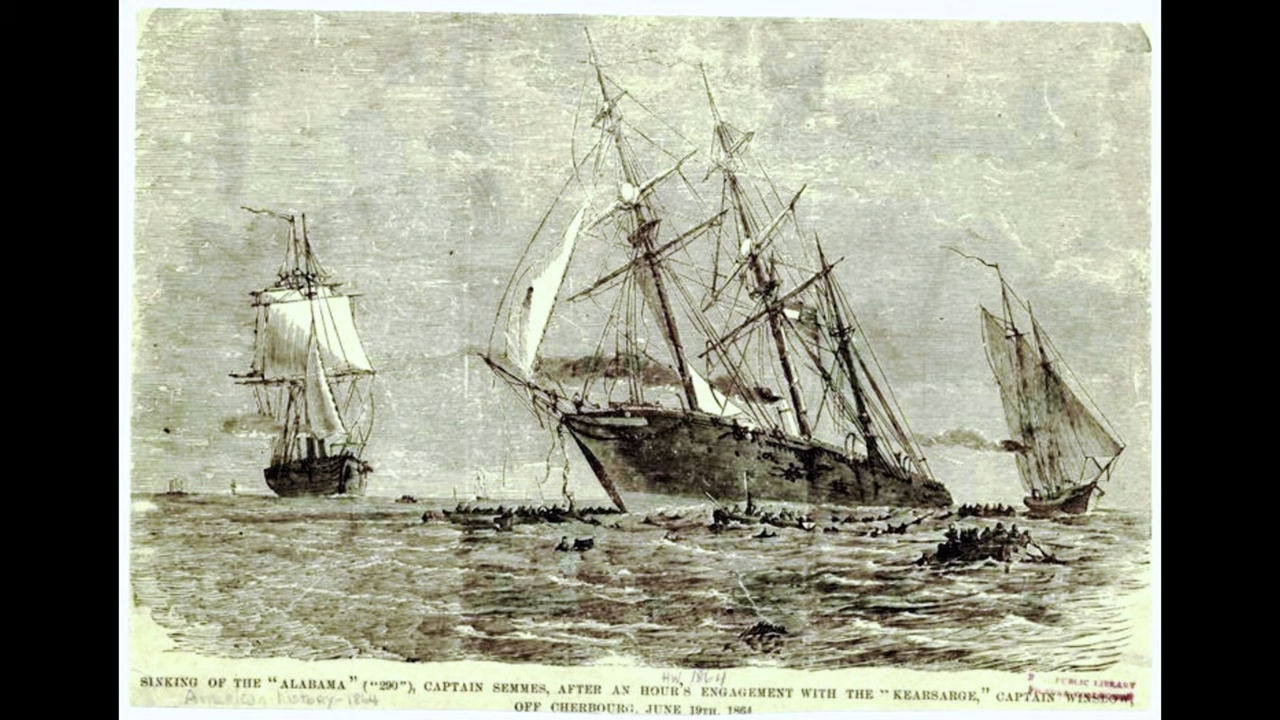 HW 1864
SINKING OF THE "ALABAMA" ("290"), CAPTAIN SEMMES, AFTER AN HOUR'S ENGAGEMENT WITH THE "KEARSARGE," CAPTAIN WINSLOW,
PUBLIC LIBRARY
American history-1864
OFF CHERBOURG, JUNE 19TH, 1864